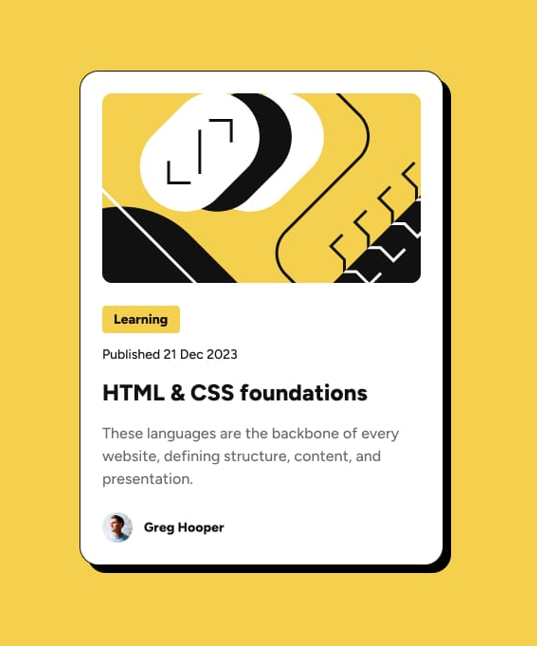 Learning
Published 21 Dec 2023
HTML & CSS foundations
These languages are the backbone of every
website, defining structure, content, and
presentation.
Greg Hooper